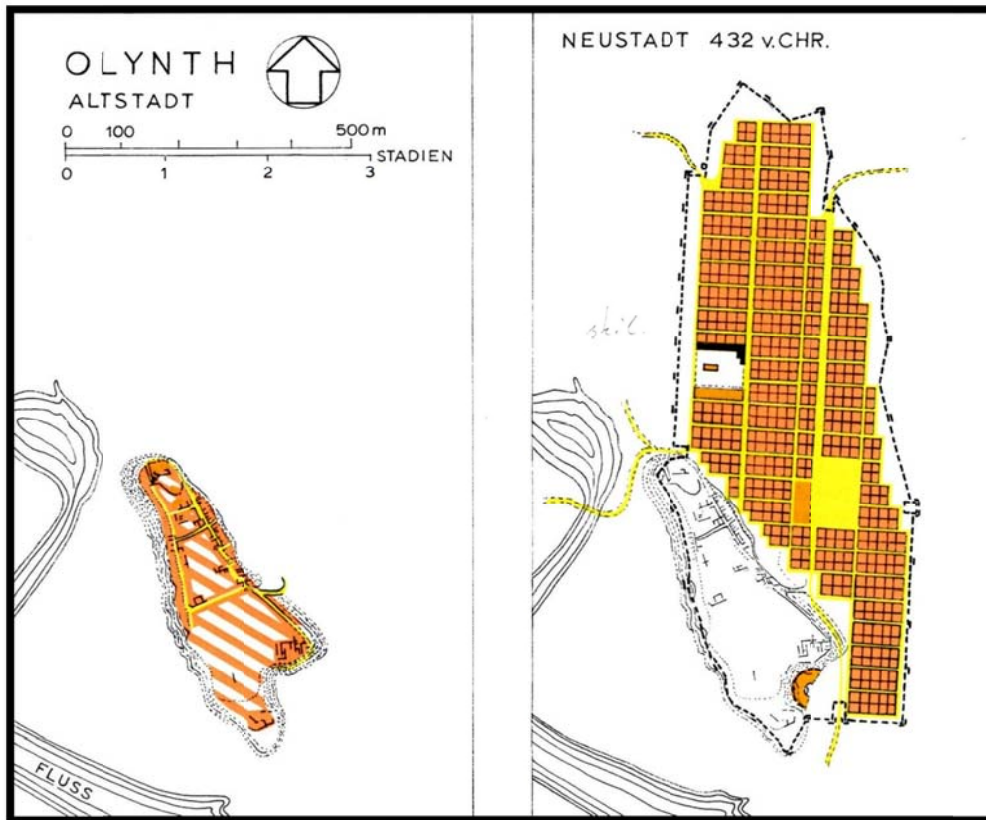 OLYNTH
ALTSTADT
0 100 500 m
STADIEN
0 1 2 3
FLUSS
NEUSTADT 432 v.CHR.